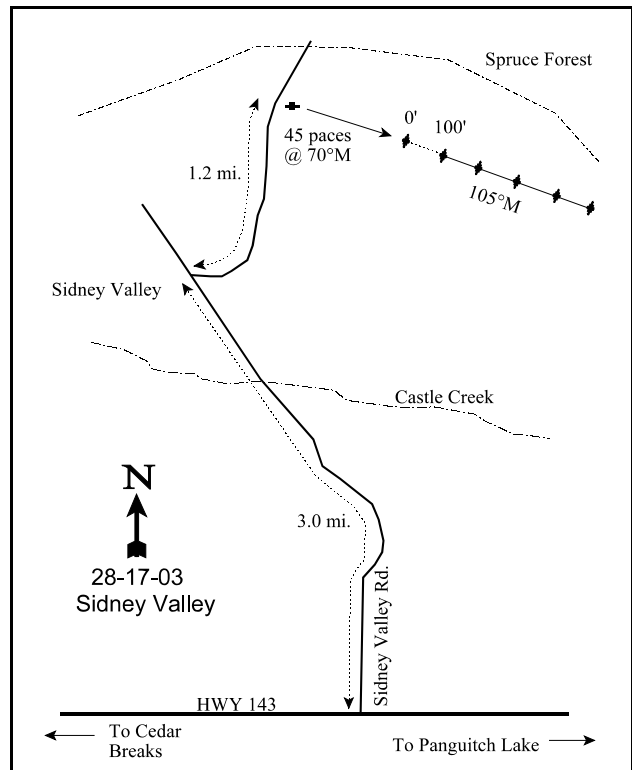 Spruce Forest
0'
100'
45 paces
@ 70°M
105°M
1.2 mi.
Sidney Valley
Castle Creek
N
3.0 mi.
28-17-03
Sidney Valley
Sidney Valley Rd.
HWY 143
To Cedar
Breaks
To Panguitch Lake